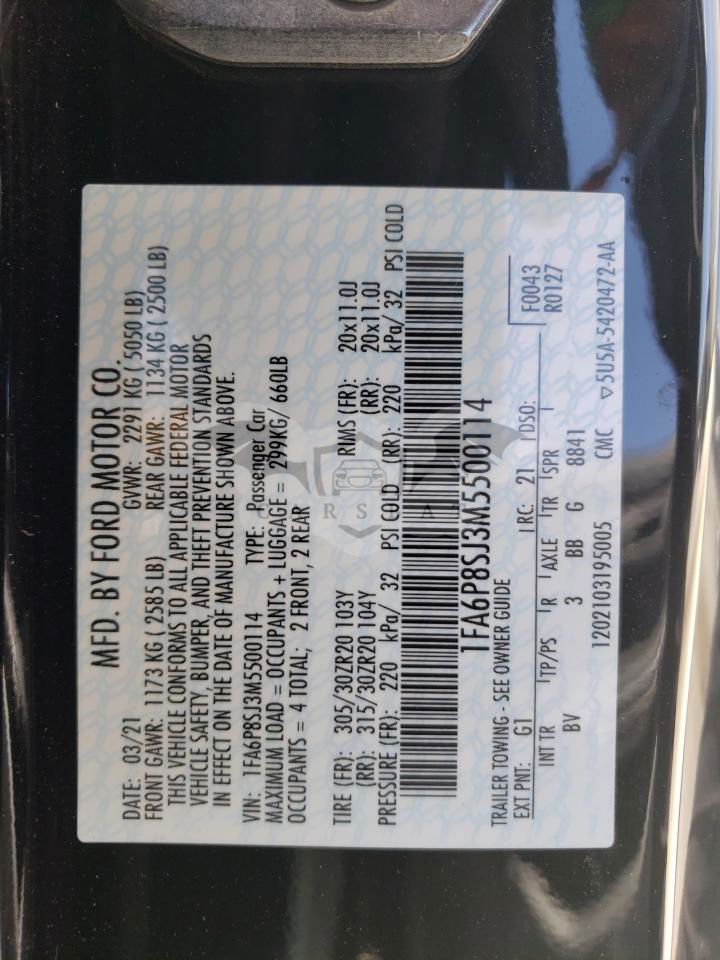 MFD. BY FORD MOTOR CO.
DATE: 03/21 GVWR: 2291 KG ( 5050 LB)
FRONT GAWR: 1173 KG ( 2585 LB) REAR GAWR: 1134 KG ( 2500 LB)
THIS VEHICLE CONFORMS TO ALL APPLICABLE FEDERAL MOTOR
VEHICLE SAFETY, BUMPER, AND THEFT PREVENTION STANDARDS
IN EFFECT ON THE DATE OF MANUFACTURE SHOWN ABOVE.
VIN: 1FA6P8SJ3M5500114 TYPE: Passenger Car
MAXIMUM LOAD = OCCUPANTS + LUGGAGE = 299KG/ 660LB
OCCUPANTS = 4 TOTAL; 2 FRONT, 2 REAR
TIRE (FR): 305/30ZR20 103Y RIMS (FR): 20x11.0J
(RR): 315/30ZR20 104Y (RR): 20x11.0J
PRESSURE (FR): 220 kPa/ 32 PSI COLD (RR): 220 kPa/ 32 PSI COLD
1FA6P8SJ3M5500114
TRAILER TOWING - SEE OWNER GUIDE F0043
EXT PNT: G1 RC: 21 DSO: R0127
INT TR TP/PS R AXLE TR SPR
BV 3 BB G 8841
1202103195005 CMC ▽5U5A-5420472-AA